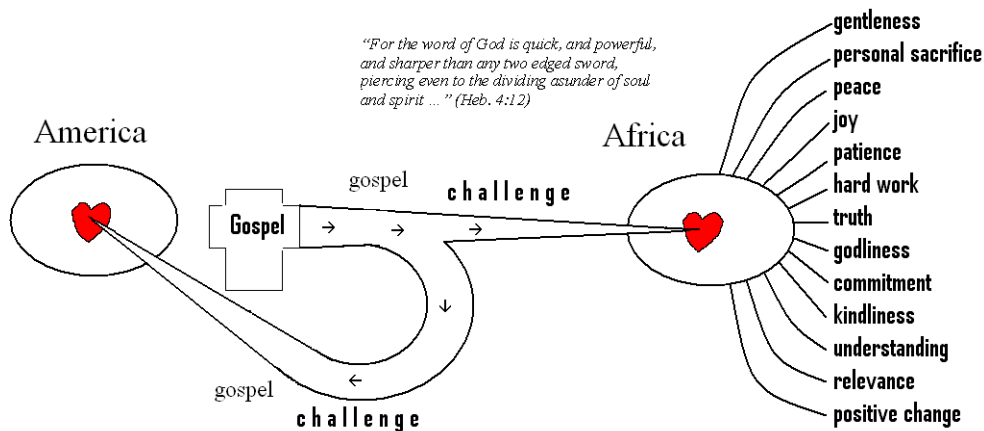 "For the word of God is quick, and powerful,
and sharper than any two edged sword,
piercing even to the dividing asunder of soul
and spirit ... " (Heb. 4:12)
America
Africa
gospel
challenge
Gospel
gospel
challenge
gentleness
personal sacrifice
peace
joy
patience
hard work
truth
godliness
commitment
kindliness
understanding
relevance
positive change